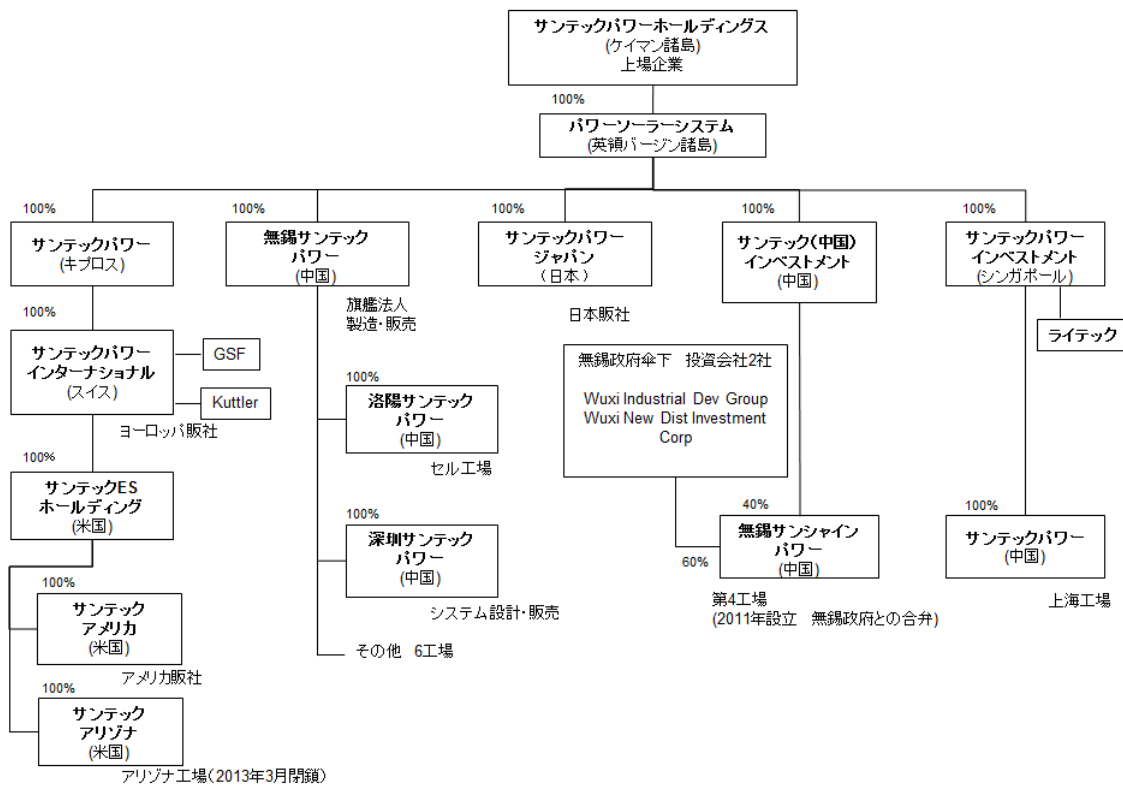 サンテックパワーホールディングス
(ケイマン諸島)
上場企業
100%
パワーソーラーシステム
(英領バージン諸島)
100%
100%
100%
100%
100%
サンテックパワー
(キプロス)
無錫サンテック
パワー
(中国)
サンテックパワー
ジャパン
(日本)
サンテック(中国)
インベストメント
(中国)
サンテックパワー
インベストメント
(シンガポール)
旗艦法人
製造・販売
日本販社
ライテック
100%
サンテックパワー
インターナショナル
(スイス)
GSF
Kuttler
ヨーロッパ販社
無錫政府傘下 投資会社2社
Wuxi Industrial Dev Group
Wuxi New Dist Investment
Corp
100%
洛陽サンテック
パワー
(中国)
セル工場
100%
サンテックES
ホールディング
(米国)
100%
深圳サンテック
パワー
(中国)
システム設計・販売
40%
60%
無錫サンシャイン
パワー
(中国)
第4工場
(2011年設立 無錫政府との合弁)
100%
サンテックパワー
(中国)
上海工場
その他 6工場
100%
サンテック
アメリカ
(米国)
アメリカ販社
100%
サンテック
アリゾナ
(米国)
アリゾナ工場(2013年3月閉鎖)